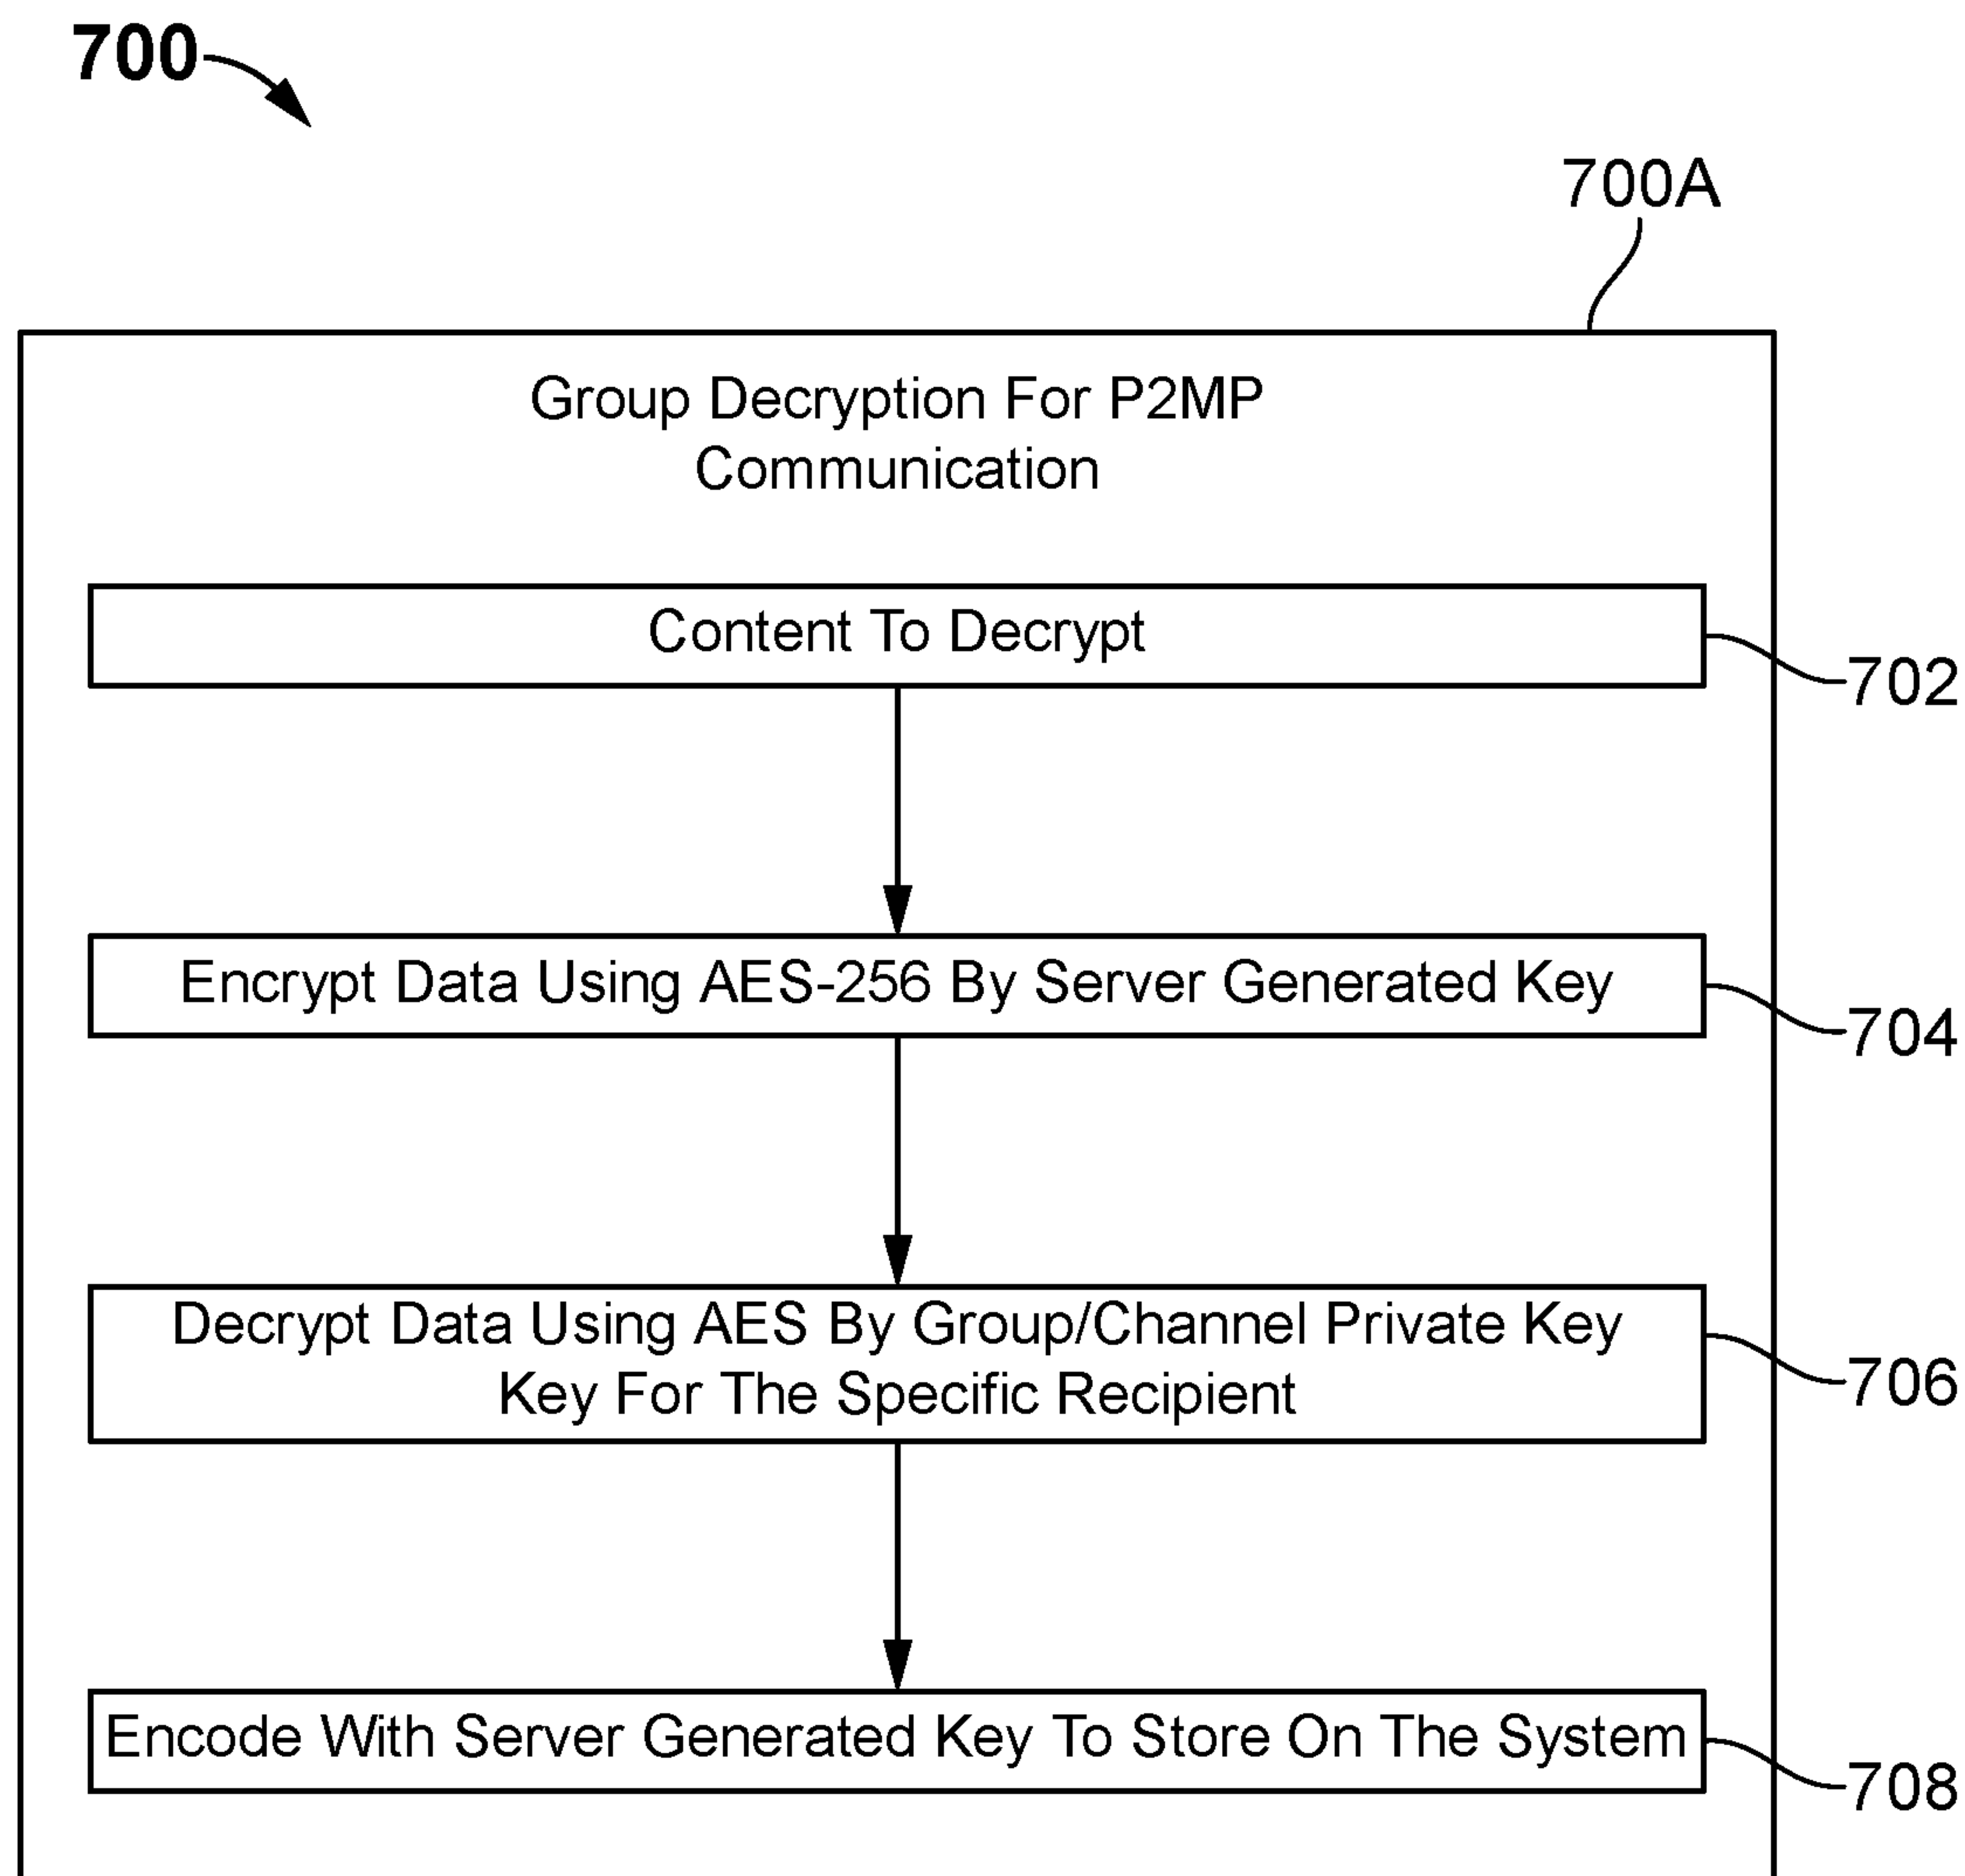 700
700A
Group Decryption For P2MP
Communication
Content To Decrypt
702
Encrypt Data Using AES-256 By Server Generated Key
704
Decrypt Data Using AES By Group/Channel Private Key
Key For The Specific Recipient
706
Encode With Server Generated Key To Store On The System
708